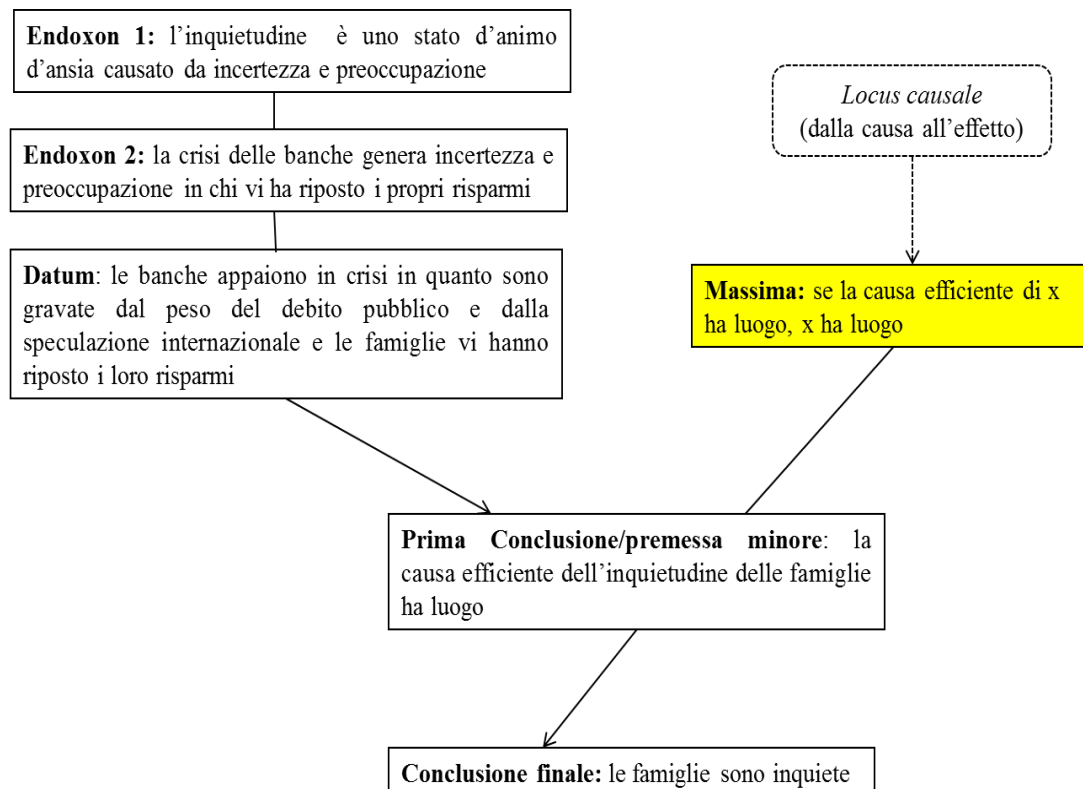 Endoxon 1: l’inquietudine è uno stato d’animo
d’ansia causato da incertezza e preoccupazione
Locus causale
(dalla causa all’effetto)
Endoxon 2: la crisi delle banche genera incertezza e
preoccupazione in chi vi ha riposto i propri risparmi
Datum: le banche appaiono in crisi in quanto sono
gravate dal peso del debito pubblico e dalla
speculazione internazionale e le famiglie vi hanno
riposto i loro risparmi
Massima: se la causa efficiente di x
ha luogo, x ha luogo
Prima Conclusione/premessa minore: la
causa efficiente dell’inquietudine delle famiglie
ha luogo
Conclusione finale: le famiglie sono inquiete